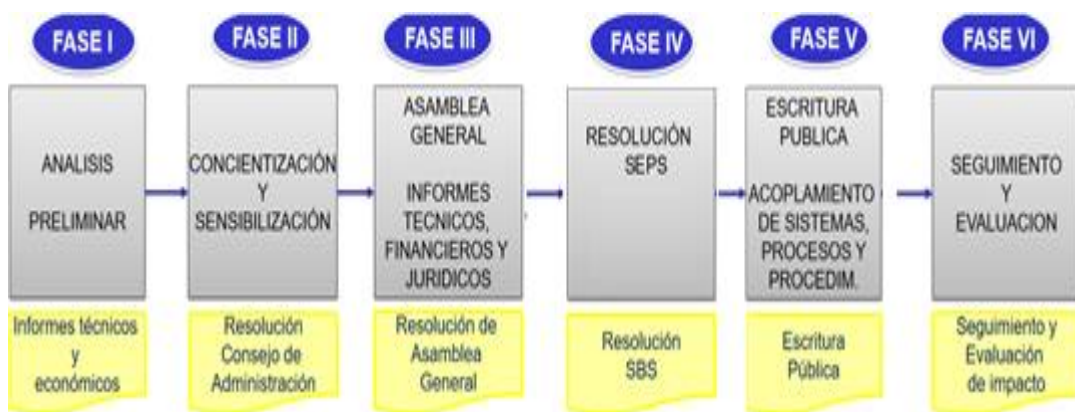 FASE I
FASE II
FASE III
FASE IV
FASE V
FASE VI
ANALISIS
PRELIMINAR
CONCIENTIZACIÓN
Y
SENSIBILIZACIÓN
ASAMBLEA
GENERAL
INFORMES
TECNICOS,
FINANCIEROS Y
JURIDICOS
RESOLUCIÓN
SEPS
ESCRITURA
PUBLICA
ACOPLAMIENTO
DE SISTEMAS,
PROCESOS Y
PROCEDIM.
SEGUIMIENTO
Y
EVALUACION
Informes técnicos
y
económicos
Resolución
Consejo de
Administración
Resolución de
Asamblea
General
Resolución
SBS
Escritura
Pública
Seguimiento y
Evaluación
de impacto